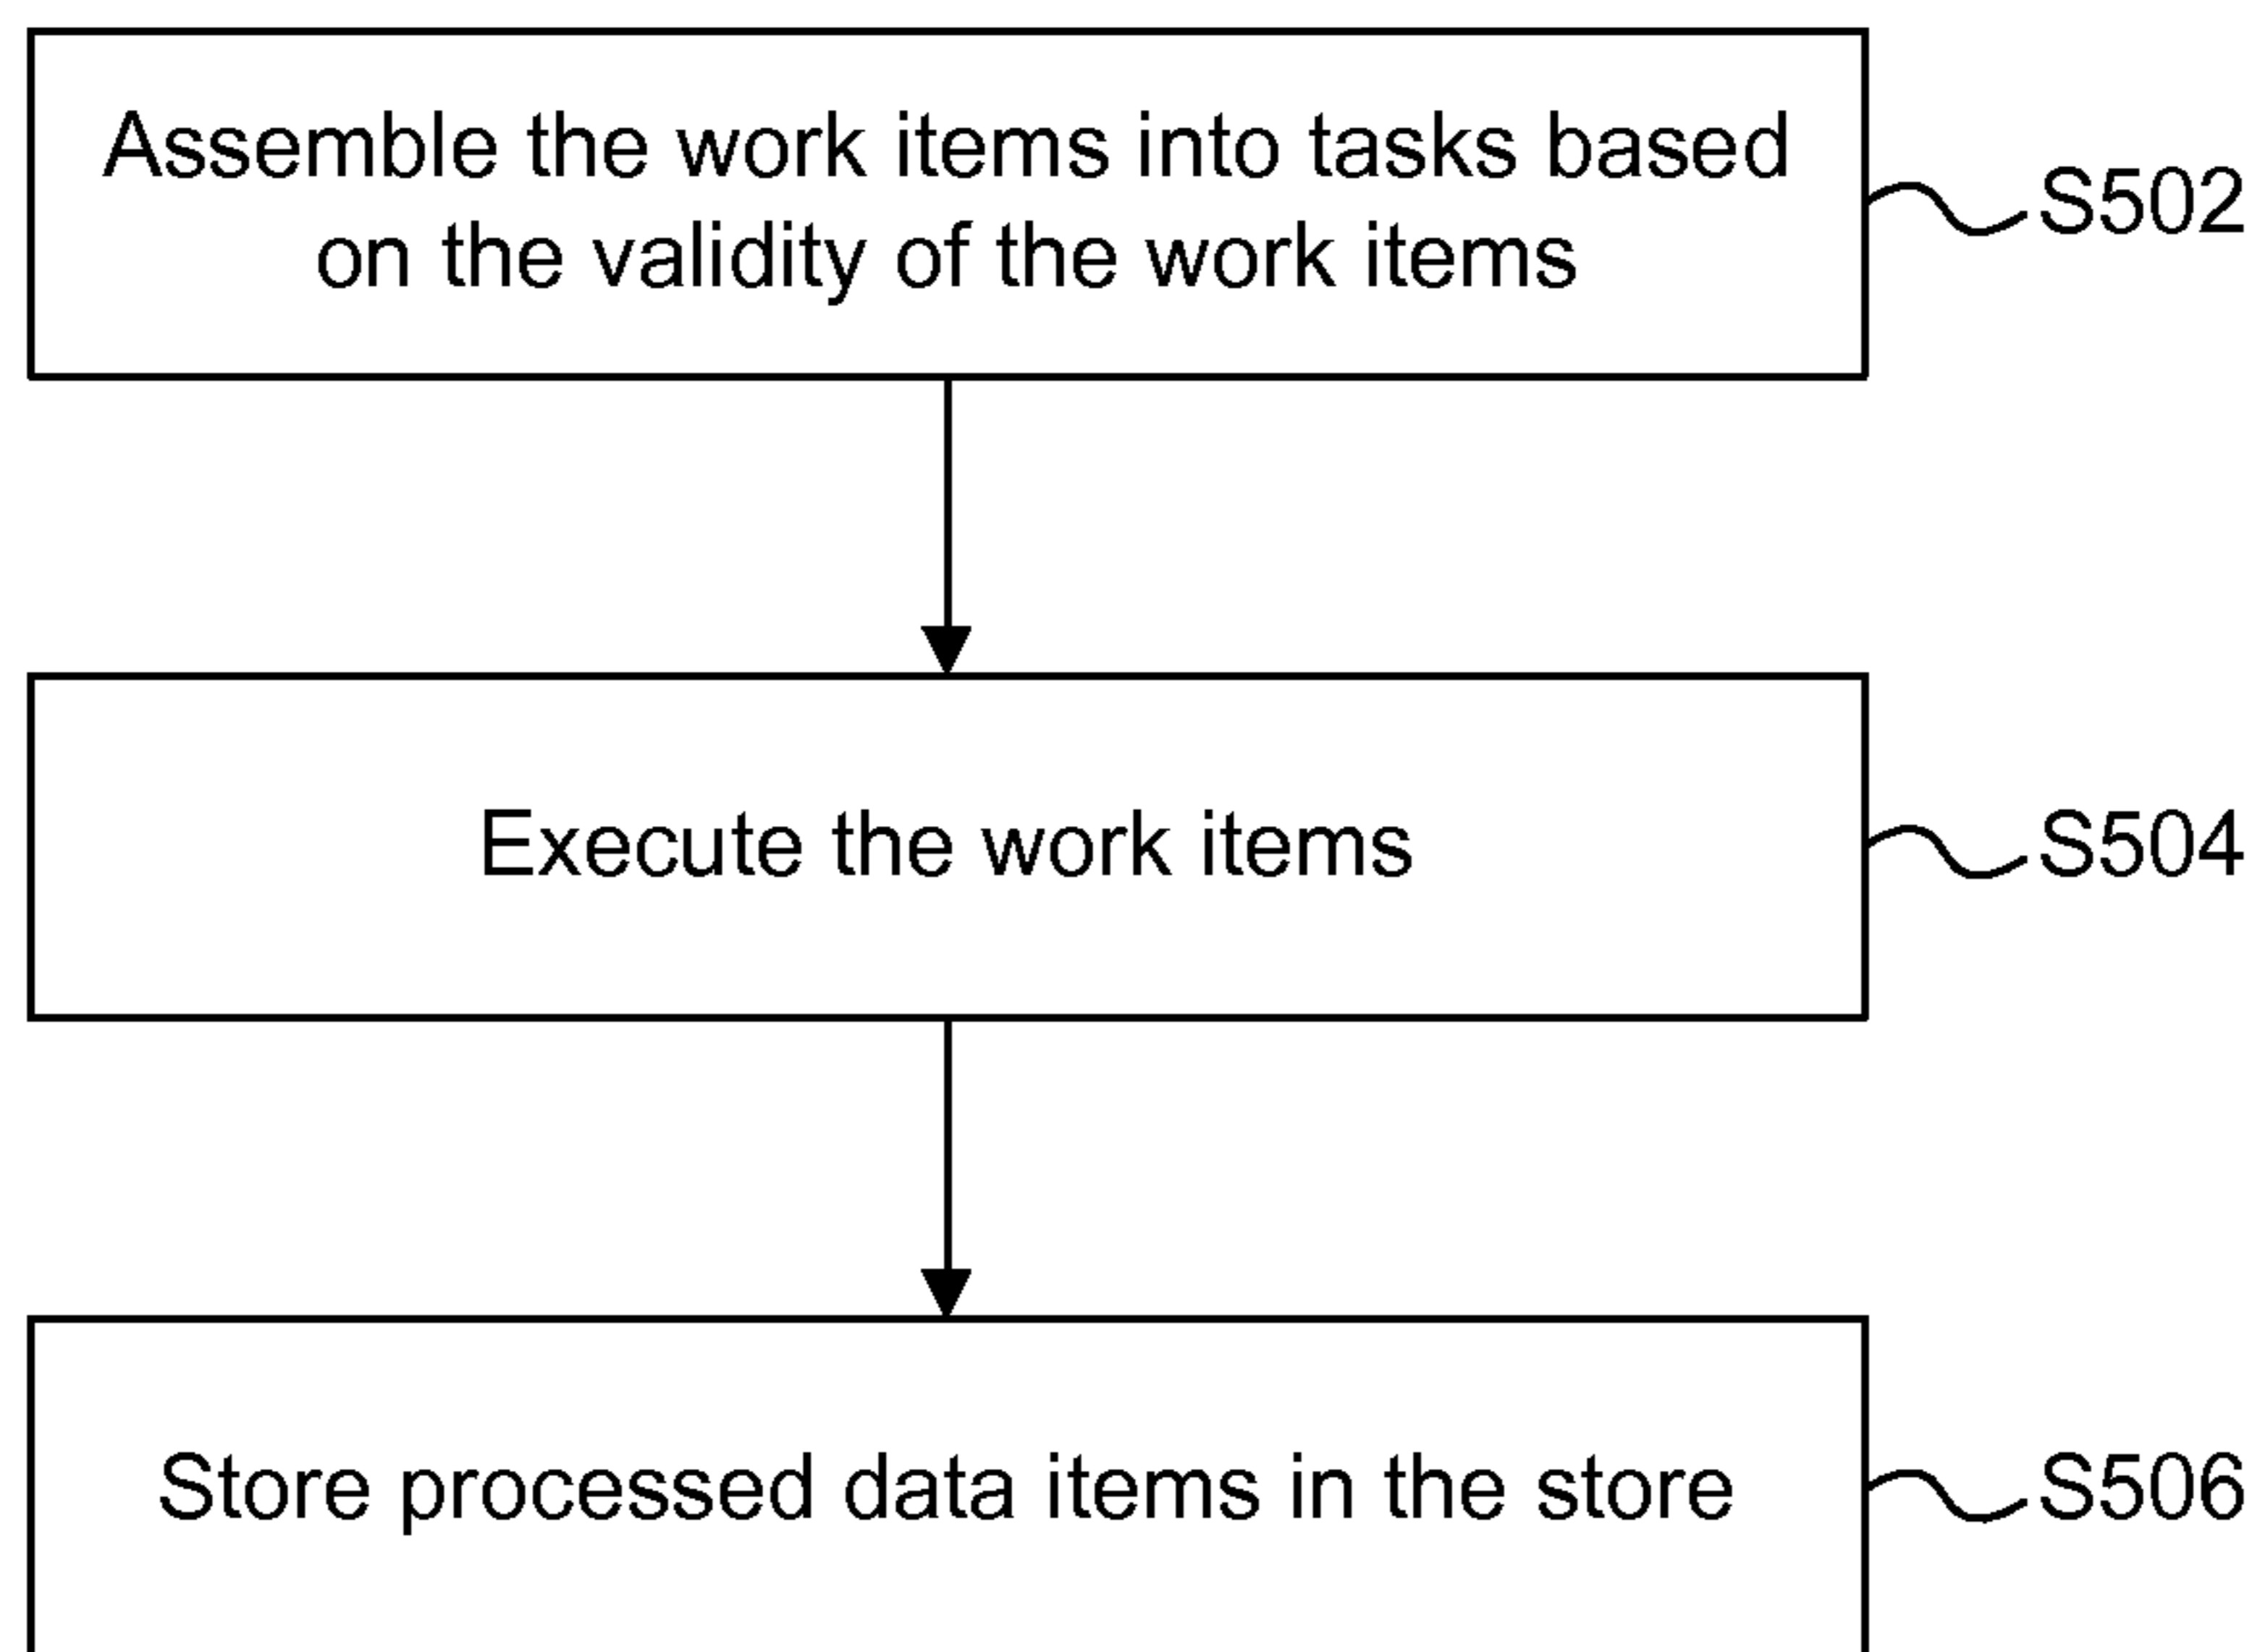 Assemble the work items into tasks based
on the validity of the work items
S502
Execute the work items
S504
Store processed data items in the store
S506